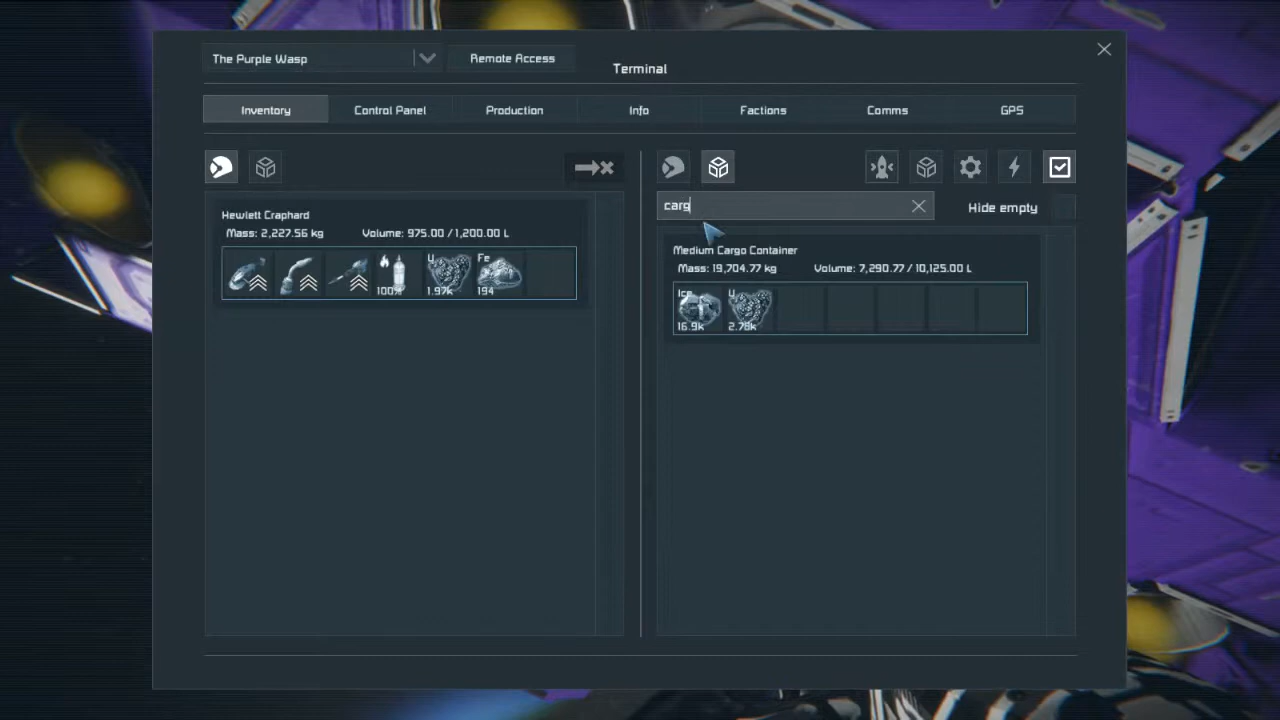 The Purple Wasp
Remote Access
Terminal
Inventory
Control Panel
Production
Info
Factions
Comms
GPS
carg
Hide empty
Hewlett Craphard
Mass: 2,227.56 kg
Volume: 975.00 / 1,200.00 L
100%
U
1.97k
Fe
194
Medium Cargo Container
Mass: 19,704.77 kg
Volume: 7,290.77 / 10,125.00 L
Ice
16.9k
U
2.78k